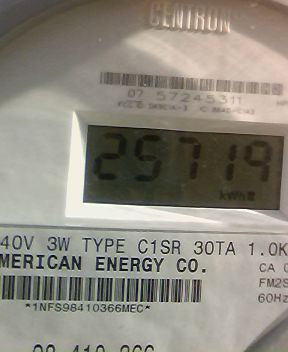 CENTRON
07 57245311
25719
kWh
40V 3W TYPE C1SR 30TA 1.0K
MERICAN ENERGY CO.
CA
FM2S
60Hz
*1NFS98410366MEC*